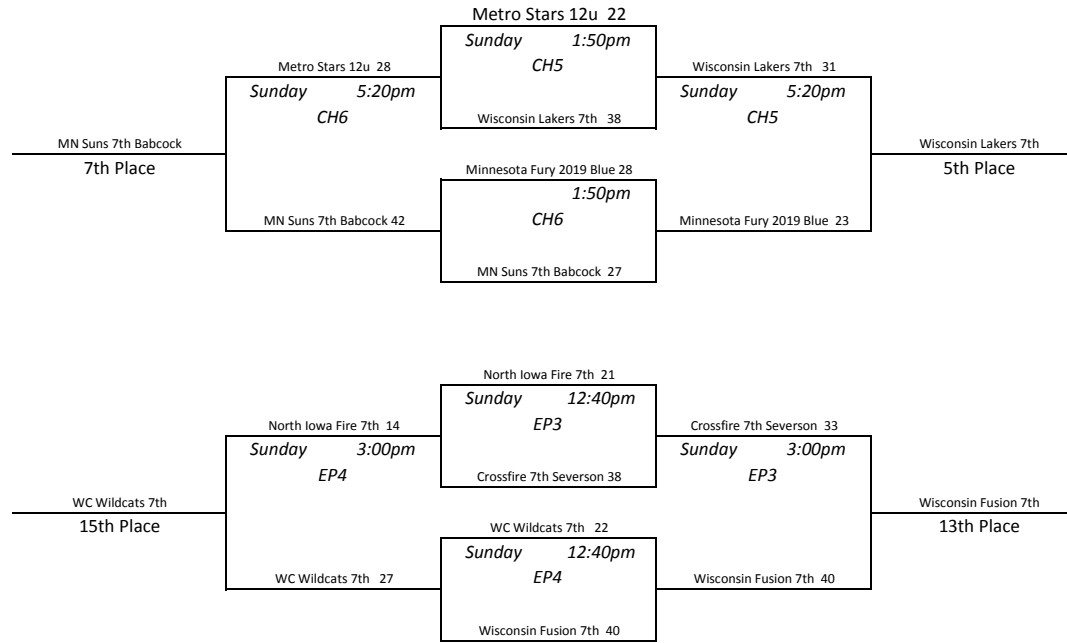 Metro Stars 12u 22
Sunday 1:50pm
Metro Stars 12u 28
CH5
Wisconsin Lakers 7th 31
Sunday 5:20pm
Sunday 5:20pm
CH6
Wisconsin Lakers 7th 38
CH5
MN Suns 7th Babcock
Wisconsin Lakers 7th
7th Place
Minnesota Fury 2019 Blue 28
5th Place
1:50pm
MN Suns 7th Babcock 42
CH6
Minnesota Fury 2019 Blue 23
MN Suns 7th Babcock 27
North Iowa Fire 7th 21
Sunday 12:40pm
North Iowa Fire 7th 14
EP3
Crossfire 7th Severson 33
Sunday 3:00pm
Sunday 3:00pm
EP4
Crossfire 7th Severson 38
EP3
WC Wildcats 7th
Wisconsin Fusion 7th
15th Place
WC Wildcats 7th 22
13th Place
Sunday 12:40pm
WC Wildcats 7th 27
EP4
Wisconsin Fusion 7th 40
Wisconsin Fusion 7th 40